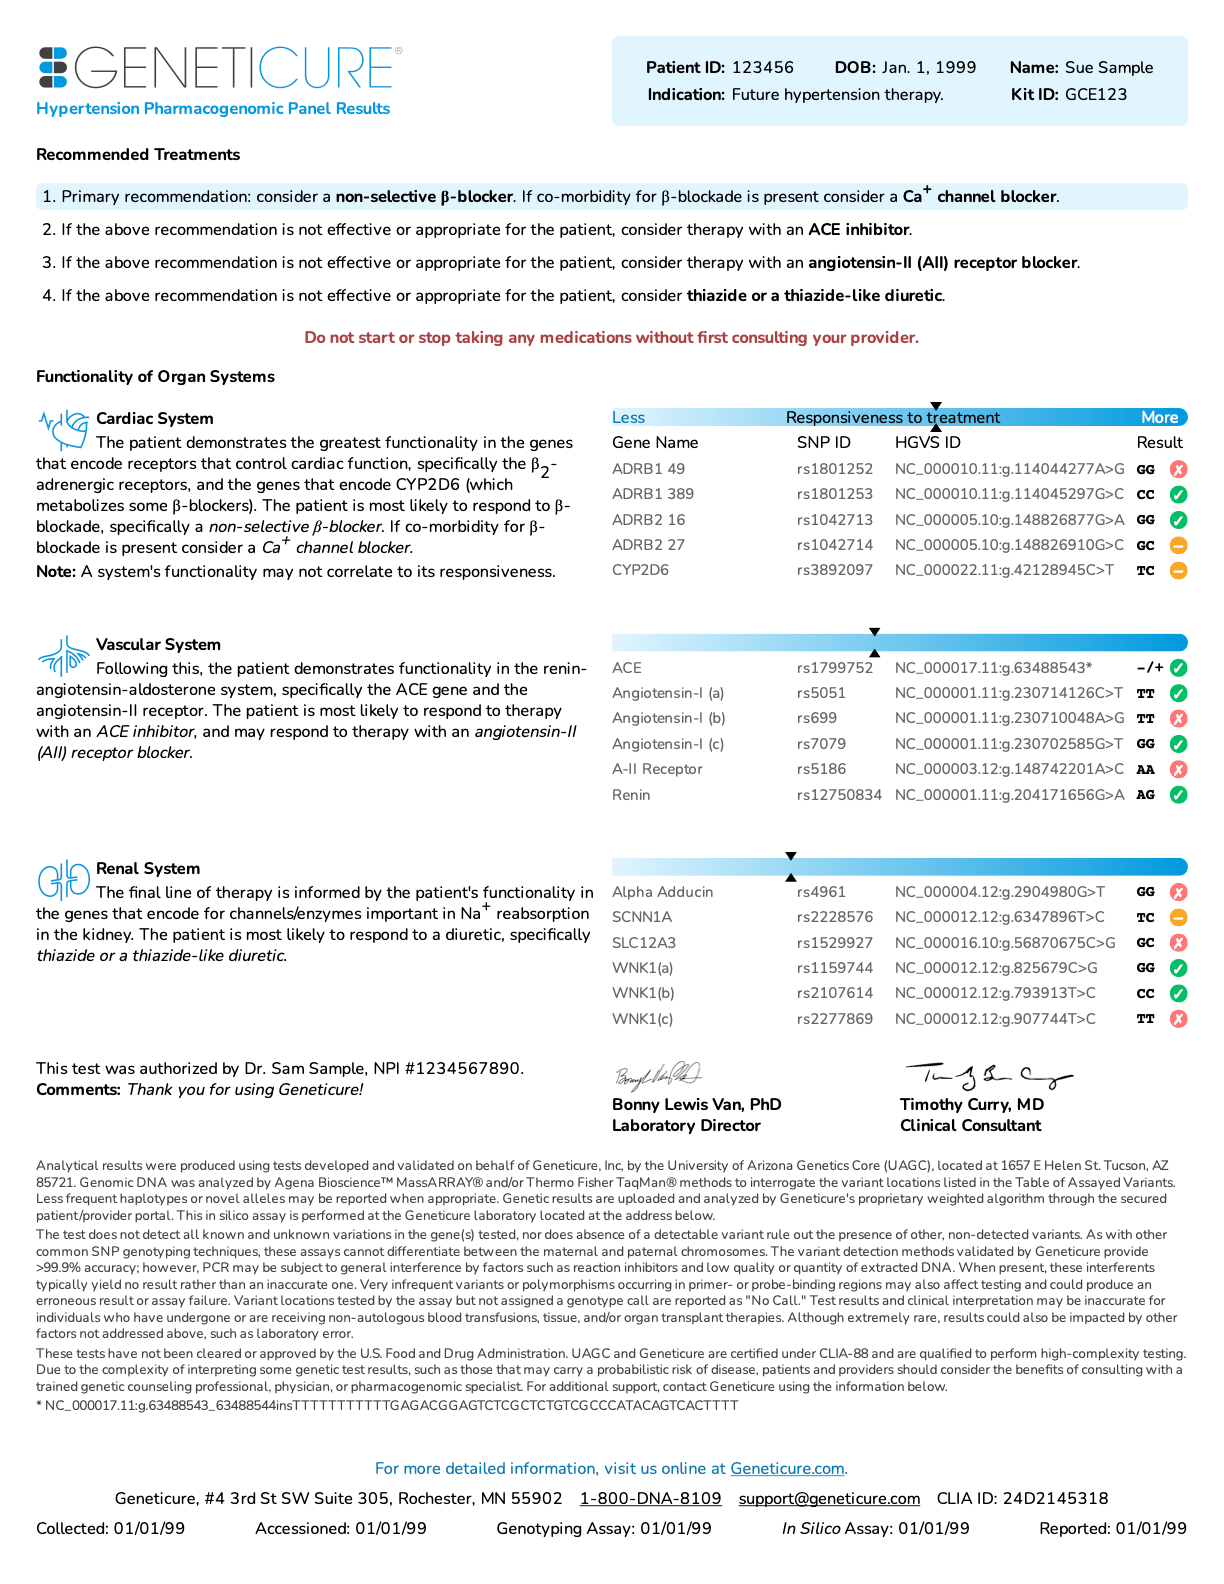 GENETICURE®
Hypertension Pharmacogenomic Panel Results
Patient ID: 123456 DOB: Jan. 1, 1999 Name: Sue Sample
Indication: Future hypertension therapy. Kit ID: GCE123
Recommended Treatments
1. Primary recommendation: consider a non-selective β-blocker. If co-morbidity for β-blockade is present consider a Ca+ channel blocker.
2. If the above recommendation is not effective or appropriate for the patient, consider therapy with an ACE inhibitor.
3. If the above recommendation is not effective or appropriate for the patient, consider therapy with an angiotensin-II (AII) receptor blocker.
4. If the above recommendation is not effective or appropriate for the patient, consider thiazide or a thiazide-like diuretic.
Do not start or stop taking any medications without first consulting your provider.
Functionality of Organ Systems
Cardiac System
The patient demonstrates the greatest functionality in the genes
that encode receptors that control cardiac function, specifically the β2-
adrenergic receptors, and the genes that encode CYP2D6 (which
metabolizes some β-blockers). The patient is most likely to respond to β-
blockade, specifically a non-selective β-blocker. If co-morbidity for β-
blockade is present consider a Ca+ channel blocker.
Note: A system's functionality may not correlate to its responsiveness.
Less Responsiveness to treatment More
Gene Name SNP ID HGVS ID Result
ADRB1 49 rs1801252 NC_000010.11:g.114044277A>G GG ✗
ADRB1 389 rs1801253 NC_000010.11:g.114045297G>C CC ✓
ADRB2 16 rs1042713 NC_000005.10:g.148826877G>A GG ✓
ADRB2 27 rs1042714 NC_000005.10:g.148826910G>C GC –
CYP2D6 rs3892097 NC_000022.11:g.42128945C>T TC –
Vascular System
Following this, the patient demonstrates functionality in the renin-
angiotensin-aldosterone system, specifically the ACE gene and the
angiotensin-II receptor. The patient is most likely to respond to therapy
with an ACE inhibitor, and may respond to therapy with an angiotensin-II
(AII) receptor blocker.
ACE rs1799752 NC_000017.11:g.63488543* -/+ ✓
Angiotensin-I (a) rs5051 NC_000001.11:g.230714126C>T TT ✓
Angiotensin-I (b) rs699 NC_000001.11:g.230710048A>G TT ✗
Angiotensin-I (c) rs7079 NC_000001.11:g.230702585G>T GG ✓
A-II Receptor rs5186 NC_000003.12:g.148742201A>C AA ✗
Renin rs12750834 NC_000001.11:g.204171656G>A AG ✓
Renal System
The final line of therapy is informed by the patient's functionality in
the genes that encode for channels/enzymes important in Na+ reabsorption
in the kidney. The patient is most likely to respond to a diuretic, specifically
thiazide or a thiazide-like diuretic.
Alpha Adducin rs4961 NC_000004.12:g.2904980G>T GG ✗
SCNN1A rs2228576 NC_000012.12:g.6347896T>C TC –
SLC12A3 rs1529927 NC_000016.10:g.56870675C>G GC ✗
WNK1(a) rs1159744 NC_000012.12:g.825679C>G GG ✓
WNK1(b) rs2107614 NC_000012.12:g.793913T>C CC ✓
WNK1(c) rs2277869 NC_000012.12:g.907744T>C TT ✗
This test was authorized by Dr. Sam Sample, NPI #1234567890.
Comments: Thank you for using Geneticure!
Bonny Lewis Van, PhD
Laboratory Director
Timothy Curry, MD
Clinical Consultant
Analytical results were produced using tests developed and validated on behalf of Geneticure, Inc, by the University of Arizona Genetics Core (UAGC), located at 1657 E Helen St. Tucson, AZ
85721. Genomic DNA was analyzed by Agena Bioscience™ MassARRAY® and/or Thermo Fisher TaqMan® methods to interrogate the variant locations listed in the Table of Assayed Variants.
Less frequent haplotypes or novel alleles may be reported when appropriate. Genetic results are uploaded and analyzed by Geneticure's proprietary weighted algorithm through the secured
patient/provider portal. This in silico assay is performed at the Geneticure laboratory located at the address below.
The test does not detect all known and unknown variations in the gene(s) tested, nor does absence of a detectable variant rule out the presence of other, non-detected variants. As with other
common SNP genotyping techniques, these assays cannot differentiate between the maternal and paternal chromosomes. The variant detection methods validated by Geneticure provide
>99.9% accuracy; however, PCR may be subject to general interference by factors such as reaction inhibitors and low quality or quantity of extracted DNA. When present, these interferents
typically yield no result rather than an inaccurate one. Very infrequent variants or polymorphisms occurring in primer- or probe-binding regions may also affect testing and could produce an
erroneous result or assay failure. Variant locations tested by the assay but not assigned a genotype call are reported as "No Call." Test results and clinical interpretation may be inaccurate for
individuals who have undergone or are receiving non-autologous blood transfusions, tissue, and/or organ transplant therapies. Although extremely rare, results could also be impacted by other
factors not addressed above, such as laboratory error.
These tests have not been cleared or approved by the U.S. Food and Drug Administration. UAGC and Geneticure are certified under CLIA-88 and are qualified to perform high-complexity testing.
Due to the complexity of interpreting some genetic test results, such as those that may carry a probabilistic risk of disease, patients and providers should consider the benefits of consulting with a
trained genetic counseling professional, physician, or pharmacogenomic specialist. For additional support, contact Geneticure using the information below.
* NC_000017.11:g.63488543_63488544insTTTTTTTTTTTGAGACGGAGTCTCGCTCTGTCGCCCATACAGTCACTTTT
For more detailed information, visit us online at Geneticure.com.
Geneticure, #4 3rd St SW Suite 305, Rochester, MN 55902 1-800-DNA-8109 support@geneticure.com CLIA ID: 24D2145318
Collected: 01/01/99 Accessioned: 01/01/99 Genotyping Assay: 01/01/99 In Silico Assay: 01/01/99 Reported: 01/01/99